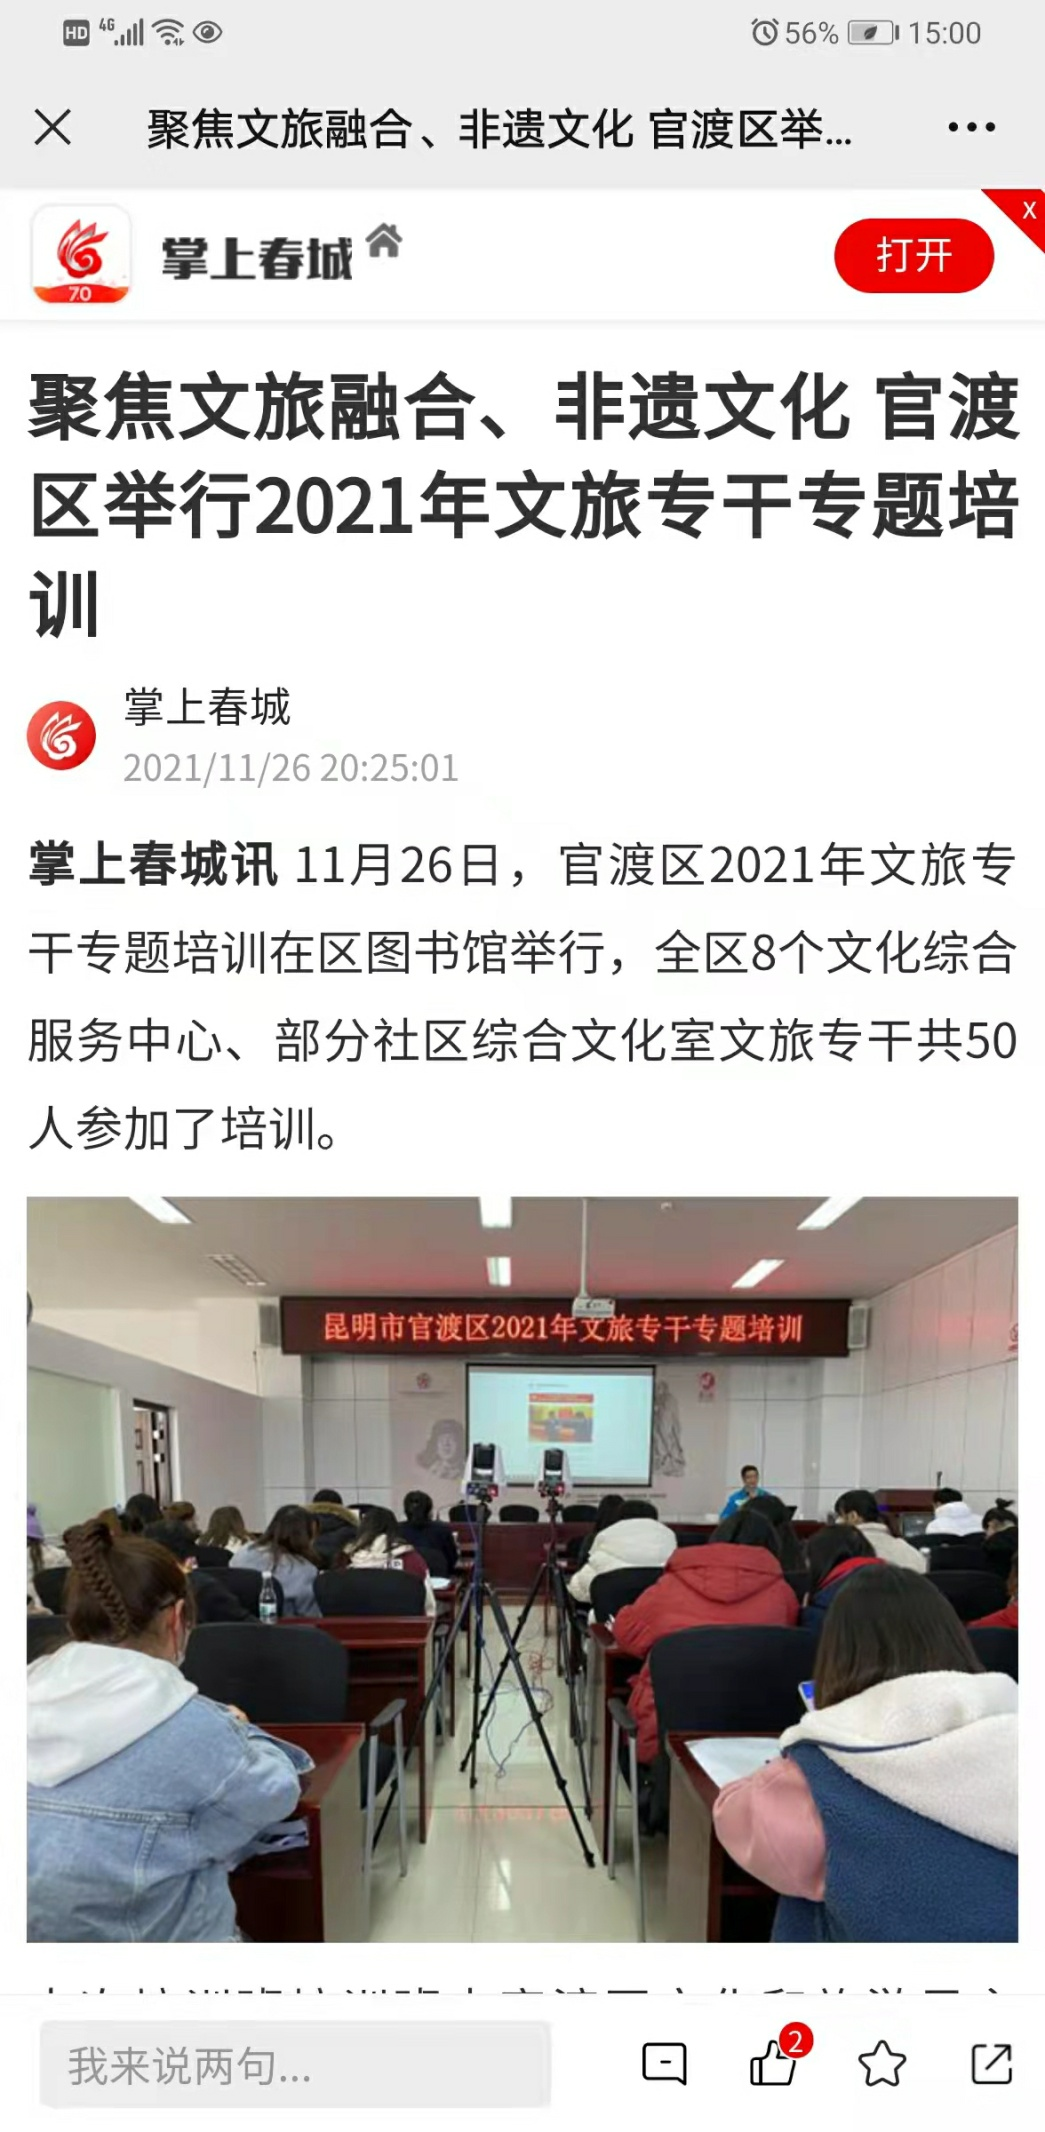 HD 4G 56% 15:00
聚焦文旅融合、非遗文化 官渡区举...
掌上春城
70
打开
x
聚焦文旅融合、非遗文化 官渡
区举行2021年文旅专干专题培
训
掌上春城
2021/11/26 20:25:01
掌上春城讯 11月26日，官渡区2021年文旅专
干专题培训在区图书馆举行，全区8个文化综合
服务中心、部分社区综合文化室文旅专干共50
人参加了培训。
昆明市官渡区2021年文旅专干专题培训
我来说两句...
2